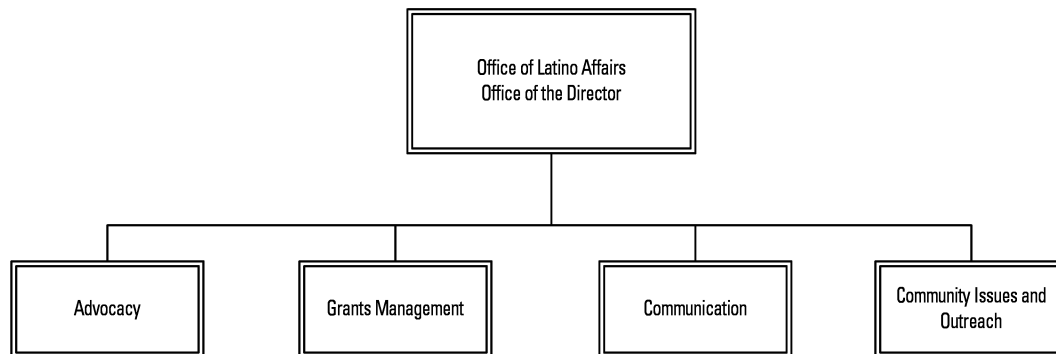 Office of Latino Affairs
Office of the Director
Advocacy
Grants Management
Communication
Community Issues and
Outreach